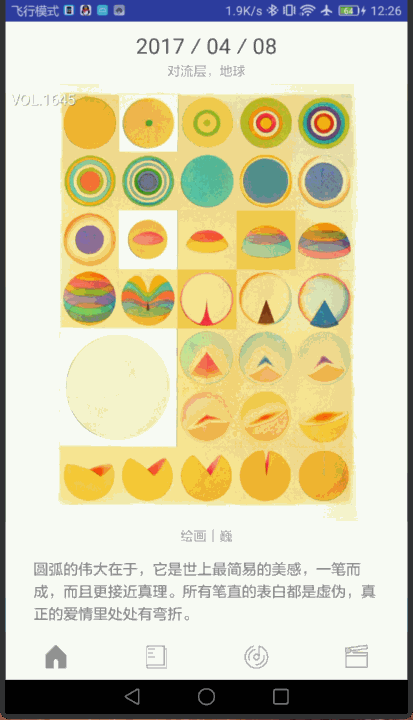 飞行模式 1.9K/s 64 12:26
2017 / 04 / 08
对流层，地球
VOL.1645
绘画｜巍
圆弧的伟大在于，它是世上最简易的美感，一笔而
成，而且更接近真理。所有笔直的表白都是虚伪，真
正的爱情里处处有弯折。